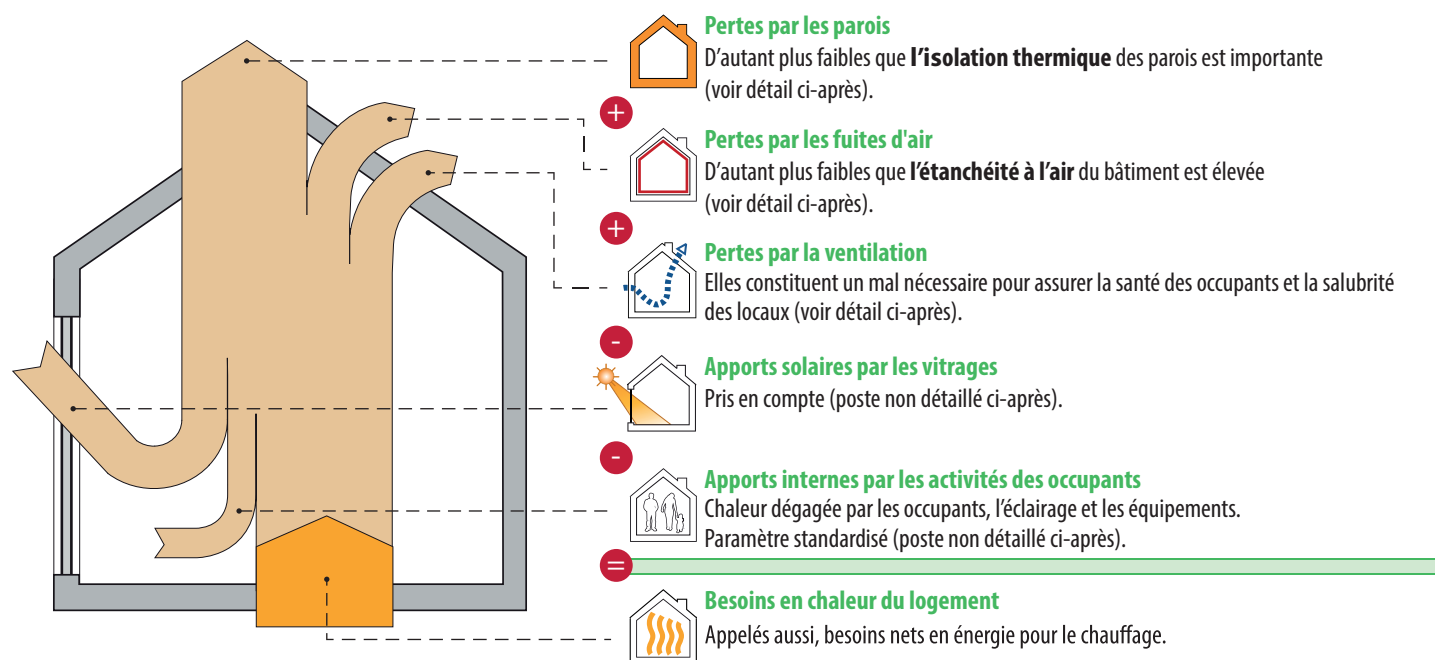 Pertes par les parois
D'autant plus faibles que l'isolation thermique des parois est importante
(voir détail ci-après).
+
Pertes par les fuites d'air
D'autant plus faibles que l'étanchéité à l'air du bâtiment est élevée
(voir détail ci-après).
+
Pertes par la ventilation
Elles constituent un mal nécessaire pour assurer la santé des occupants et la salubrité
des locaux (voir détail ci-après).
-
Apports solaires par les vitrages
Pris en compte (poste non détaillé ci-après).
-
Apports internes par les activités des occupants
Chaleur dégagée par les occupants, l'éclairage et les équipements.
Paramètre standardisé (poste non détaillé ci-après).
=
Besoins en chaleur du logement
Appelés aussi, besoins nets en énergie pour le chauffage.